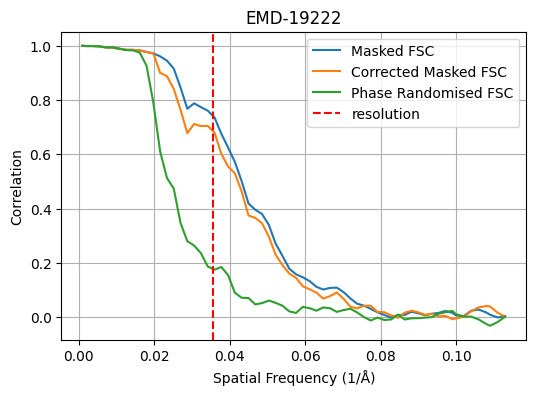 EMD-19222
Masked FSC
Corrected Masked FSC
Phase Randomised FSC
resolution
Correlation
1.0
0.8
0.6
0.4
0.2
0.0
0.00 0.02 0.04 0.06 0.08 0.10
Spatial Frequency (1/Å)